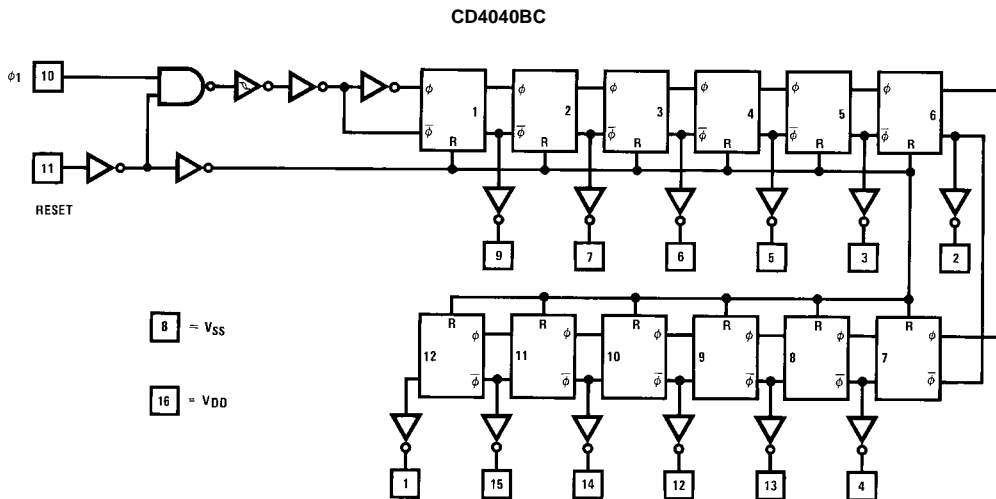 CD4040BC
ϕ1 10
ϕ ϕ ϕ ϕ ϕ ϕ
1 2 3 4 5 6
ϕ̅ ϕ̅ ϕ̅ ϕ̅ ϕ̅ ϕ̅
R R R R R R
11
RESET
9 7 6 5 3 2
R R R R R R
8 = VSS
ϕ ϕ ϕ ϕ ϕ ϕ
12 11 10 9 8 7
ϕ̅ ϕ̅ ϕ̅ ϕ̅ ϕ̅ ϕ̅
16 = VDD
1 15 14 12 13 4